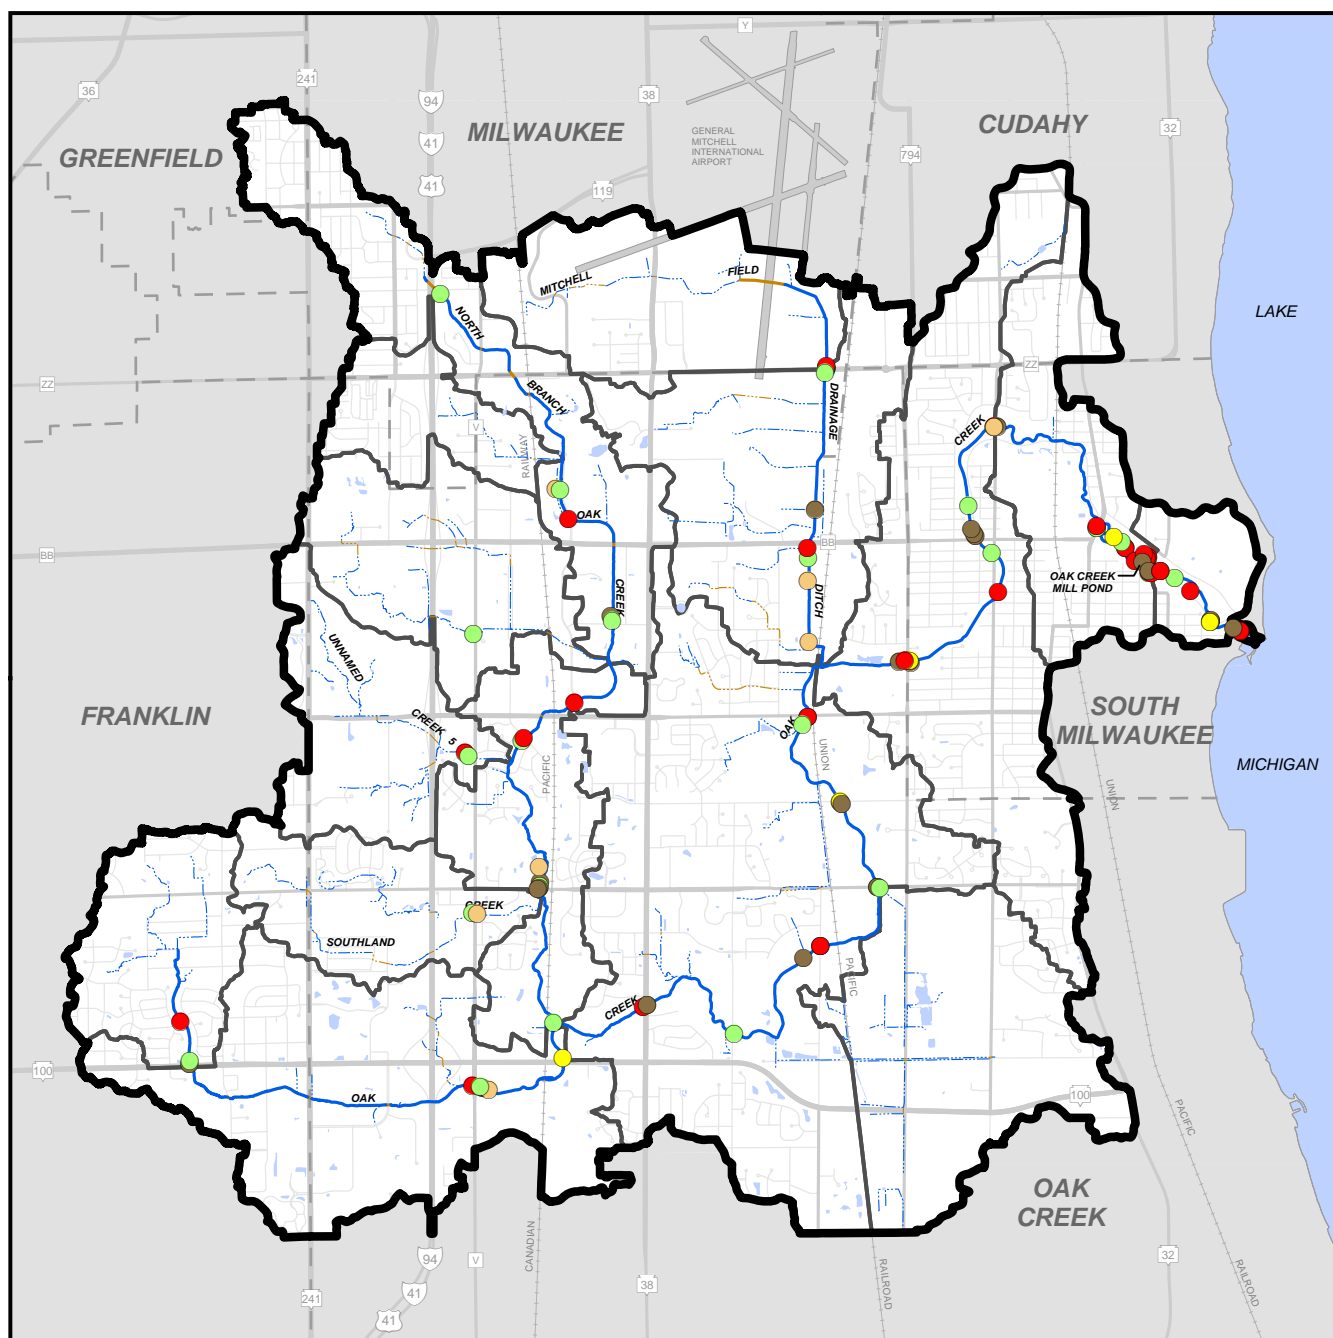 Y
36
241
94
38
41
41
MILWAUKEE
CUDAHY
32
GENERAL
MITCHELL
INTERNATIONAL
AIRPORT
GREENFIELD
794
119
MITCHELL
FIELD
LAKE
NORTH
ZZ
ZZ
BRANCH
DRAINAGE
V
CREEK
RAILWAY
OAK
BB
BB
CREEK
DITCH
OAK CREEK
MILL POND
UNNAMED
FRANKLIN
CREEK 5
OAK
SOUTH
MILWAUKEE
UNION
PACIFIC
MICHIGAN
UNION
CREEK
SOUTHLAND
PACIFIC
CREEK
100
OAK
100
PACIFIC
OAK
CREEK
CANADIAN
94
V
32
41
38
RAILROAD
RAILROAD
241
41